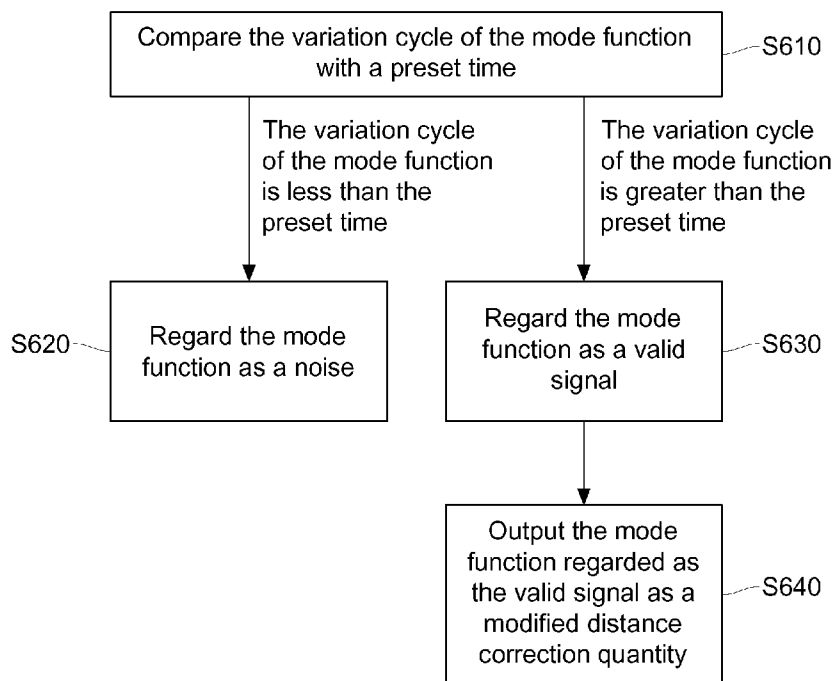 Compare the variation cycle of the mode function
with a preset time
S610
The variation cycle
of the mode function
is less than the
preset time
The variation cycle
of the mode function
is greater than the
preset time
S620
Regard the mode
function as a noise
Regard the mode
function as a valid
signal
S630
Output the mode
function regarded as
the valid signal as a
modified distance
correction quantity
S640